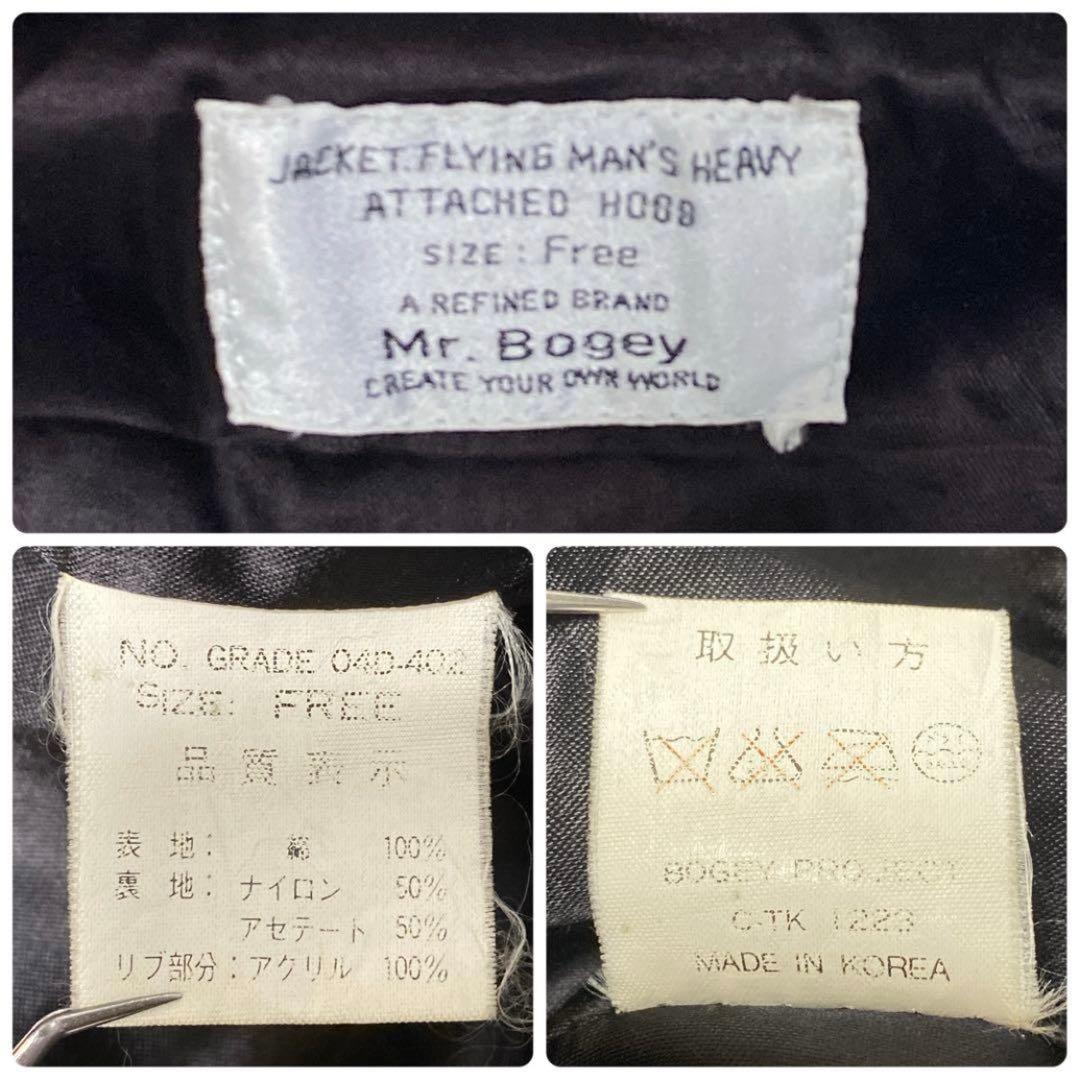 JACKET.FLYING MAN'S HEAVY
ATTACHED HOOD
SIZE : Free
A REFINED BRAND
Mr. Bogey
CREATE YOUR OWN WORLD
NO. GRADE 04D-402
SIZE: FREE
品質表示
表 地 : 綿 100%
裏 地 : ナイロン 50%
アセテート 50%
リブ部分 : アクリル 100%
取扱い方
BOGEY PROJECT
C-TK 1223
MADE IN KOREA